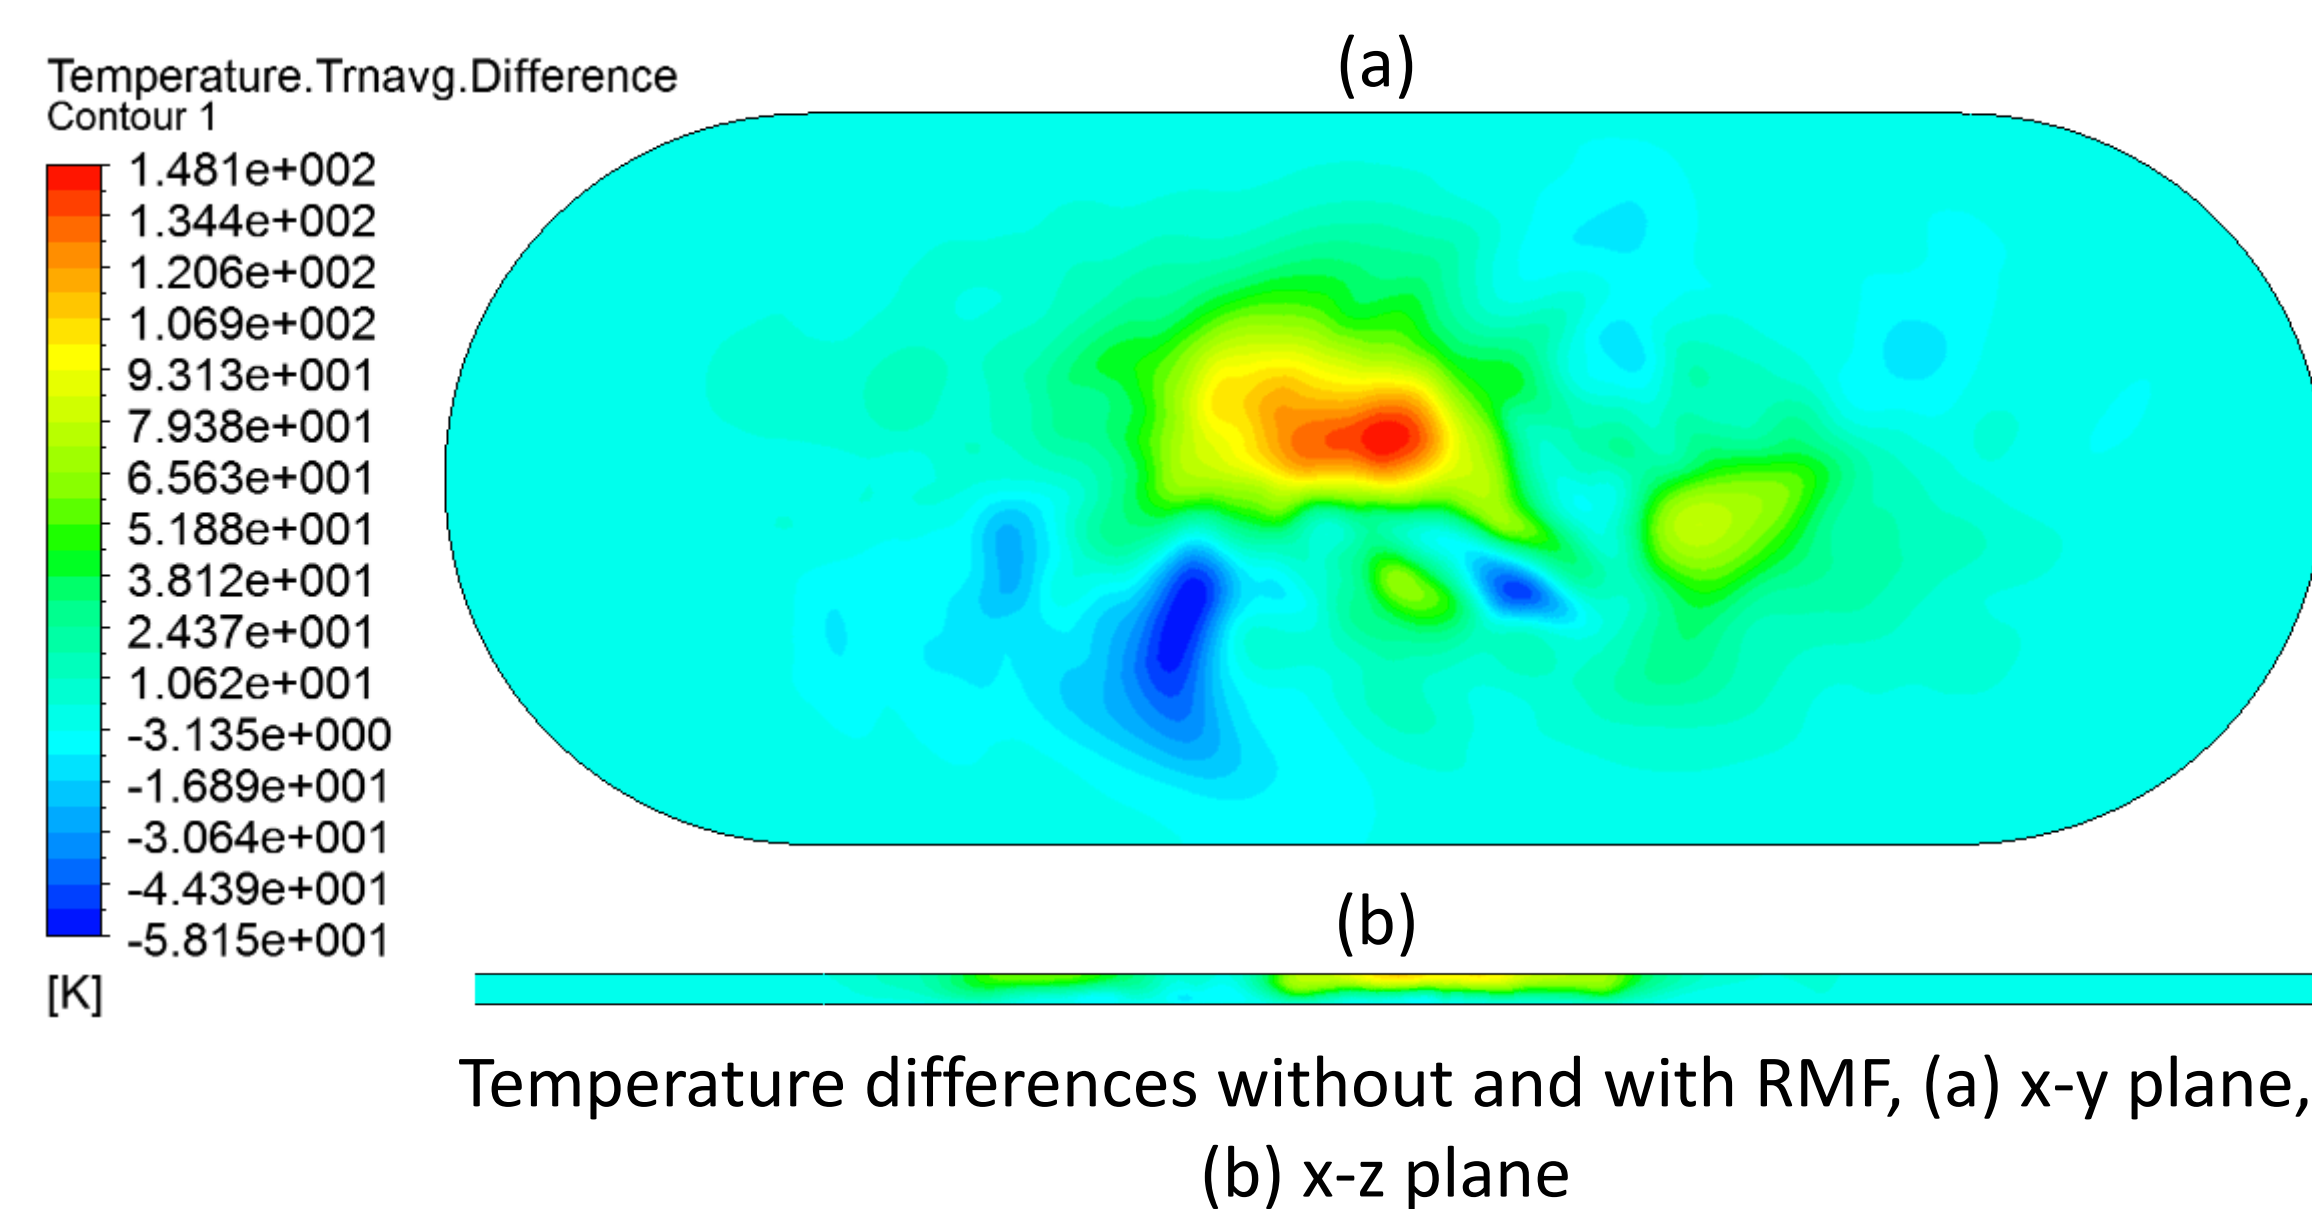 (a)
Temperature.Trnavg.Difference
Contour 1
1.481e+002
1.344e+002
1.206e+002
1.069e+002
9.313e+001
7.938e+001
6.563e+001
5.188e+001
3.812e+001
2.437e+001
1.062e+001
-3.135e+000
-1.689e+001
-3.064e+001
-4.439e+001
-5.815e+001
[K]
(b)
Temperature differences without and with RMF, (a) x-y plane,
(b) x-z plane